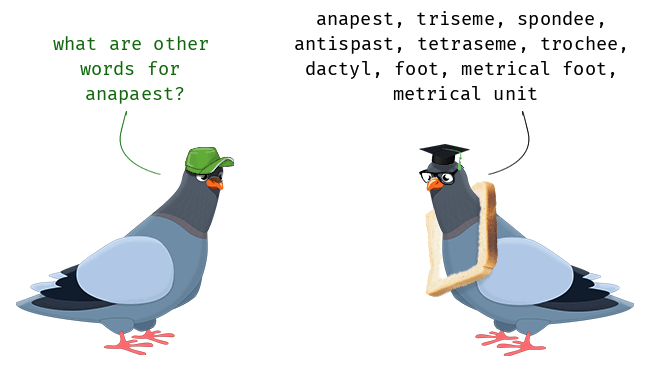 what are other
words for
anapaest?
anapest, triseme, spondee,
antispast, tetraseme, trochee,
dactyl, foot, metrical foot,
metrical unit